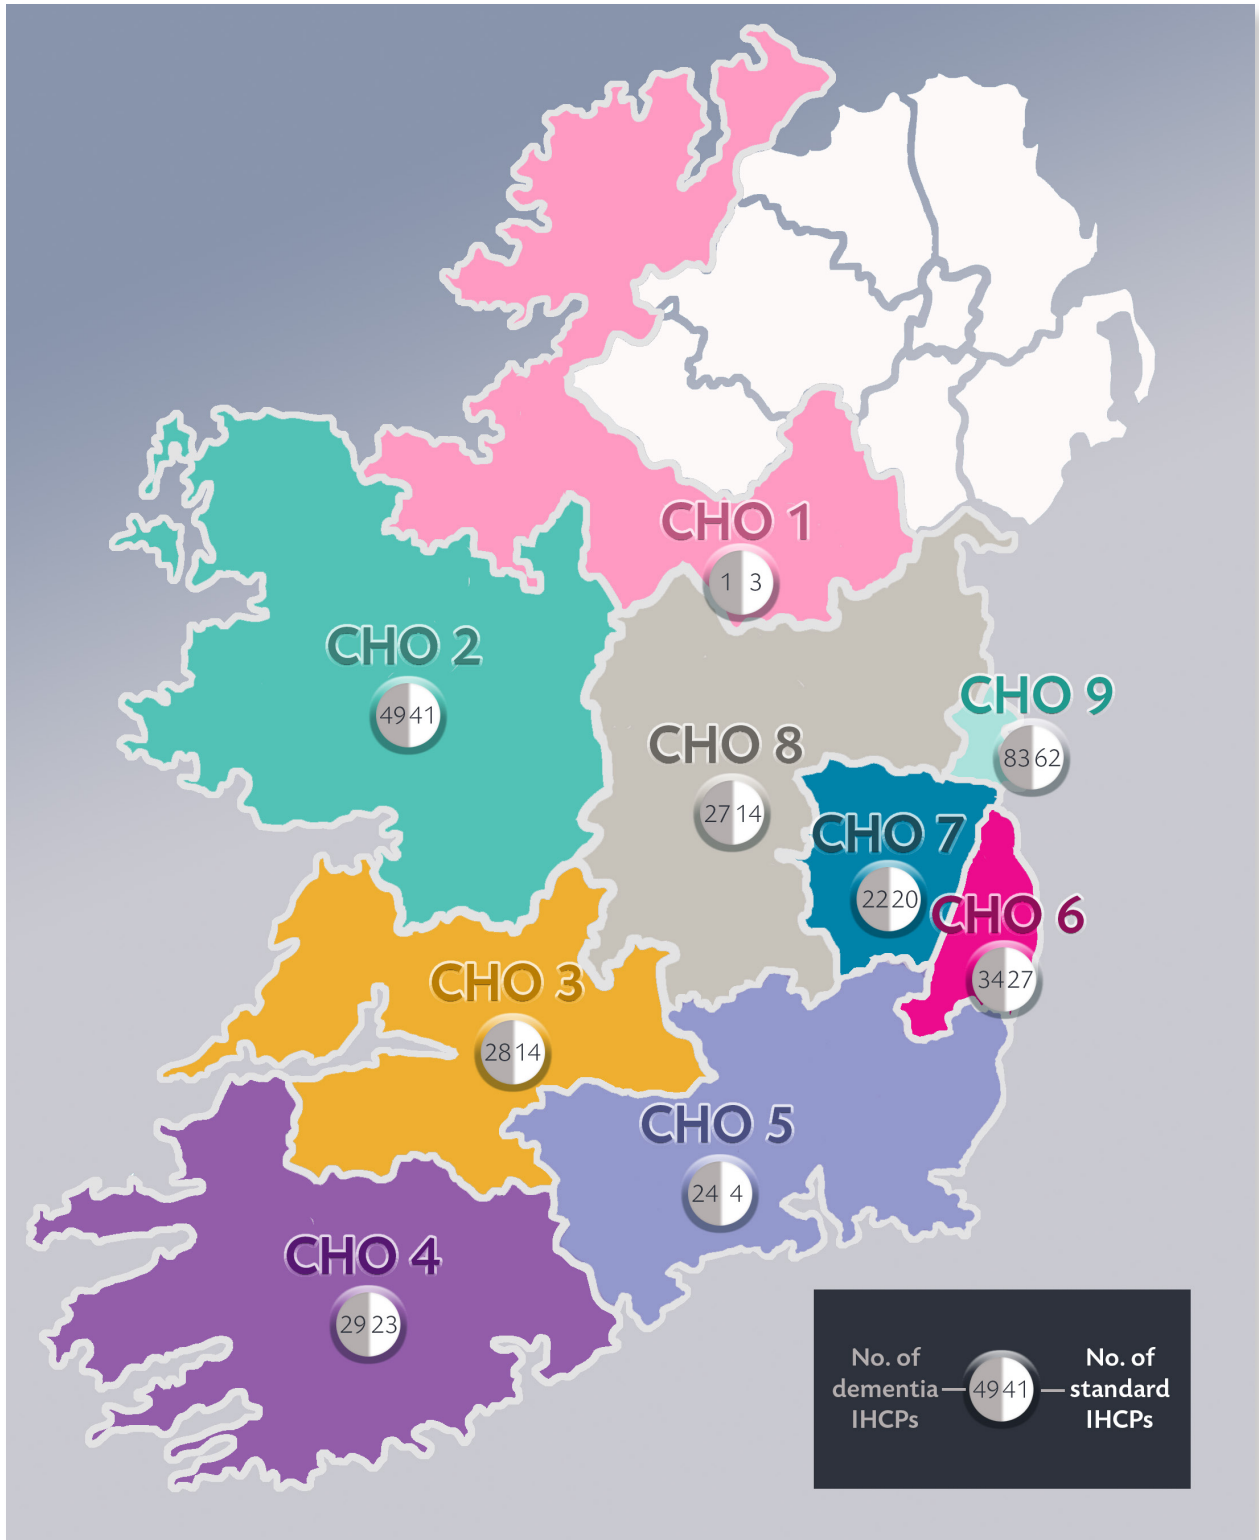 CHO 1
1 3
CHO 2
49 41
CHO 9
83 62
CHO 8
27 14
CHO 7
22 20
CHO 6
34 27
CHO 3
28 14
CHO 5
24 4
CHO 4
29 23
No. of
dementia
IHCPs
49 41
No. of
standard
IHCPs